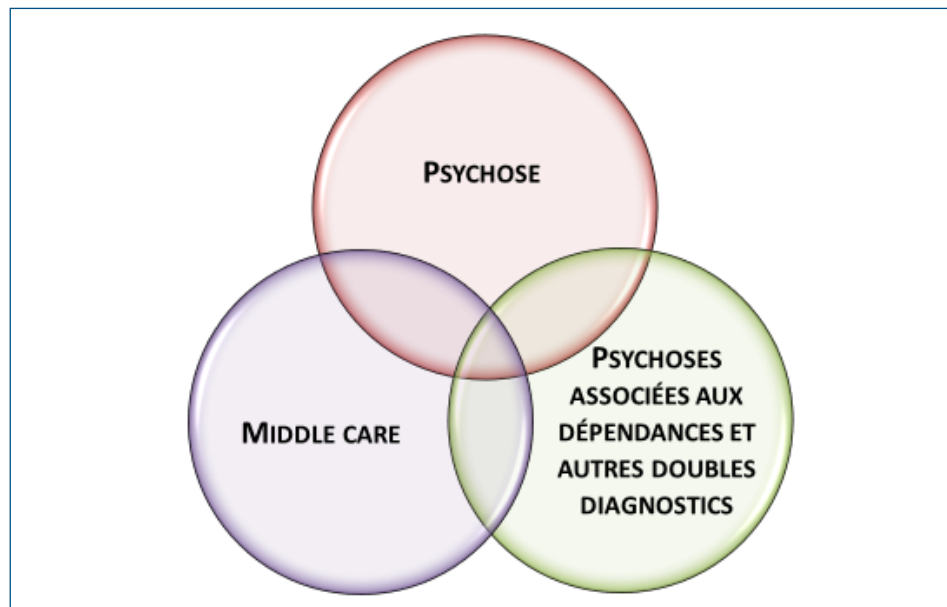 PSYCHOSE
MIDDLE CARE
PSYCHOSES
ASSOCIÉES AUX
DÉPENDANCES ET
AUTRES DOUBLES
DIAGNOSTICS